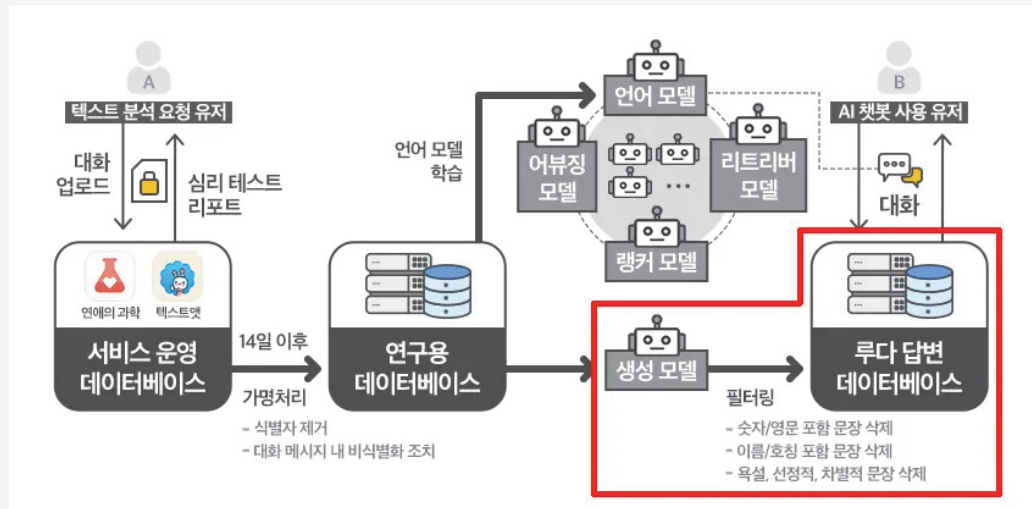 A
텍스트 분석 요청 유저
대화
업로드
심리 테스트
리포트
연애의 과학
텍스트앳
서비스 운영
데이터베이스
14일 이후
가명처리
- 식별자 제거
- 대화 메시지 내 비식별화 조치
연구용
데이터베이스
언어 모델
학습
언어 모델
어뷰징
모델
리트리버
모델
...
랭커 모델
생성 모델
필터링
- 숫자/영문 포함 문장 삭제
- 이름/호칭 포함 문장 삭제
- 욕설, 선정적, 차별적 문장 삭제
B
AI 챗봇 사용 유저
대화
루다 답변
데이터베이스